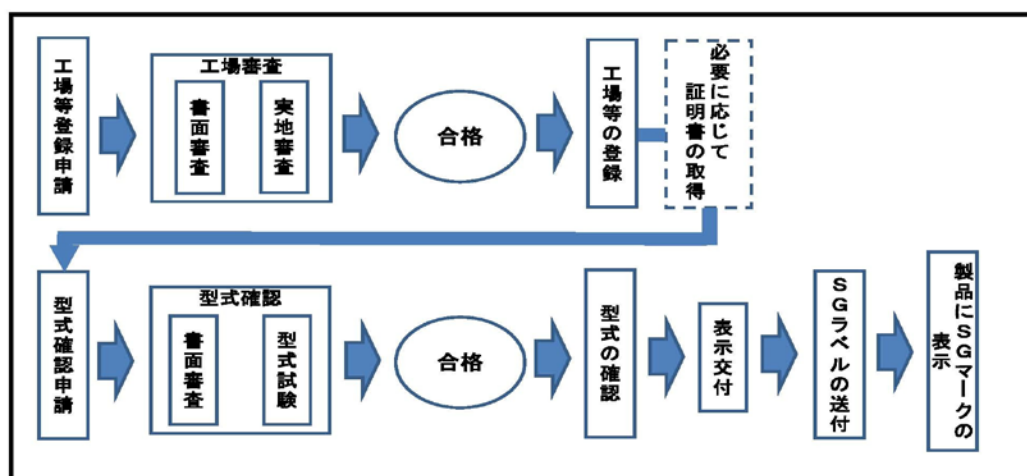 工場等登録申請
工場審査
書面審査
実地審査
合格
工場等の登録
必要に応じて
証明書の取得
型式確認申請
型式確認
書面審査
型式試験
合格
型式の確認
表示交付
SGラベルの送付
製品にSGマークの
表示